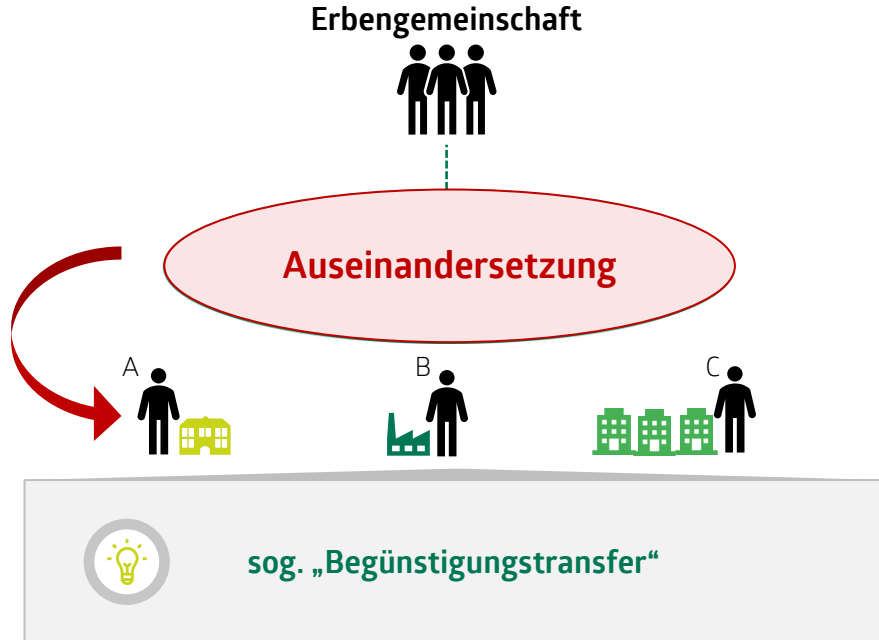 Erbengemeinschaft
Auseinandersetzung
A
B
C
sog. „Begünstigungstransfer“